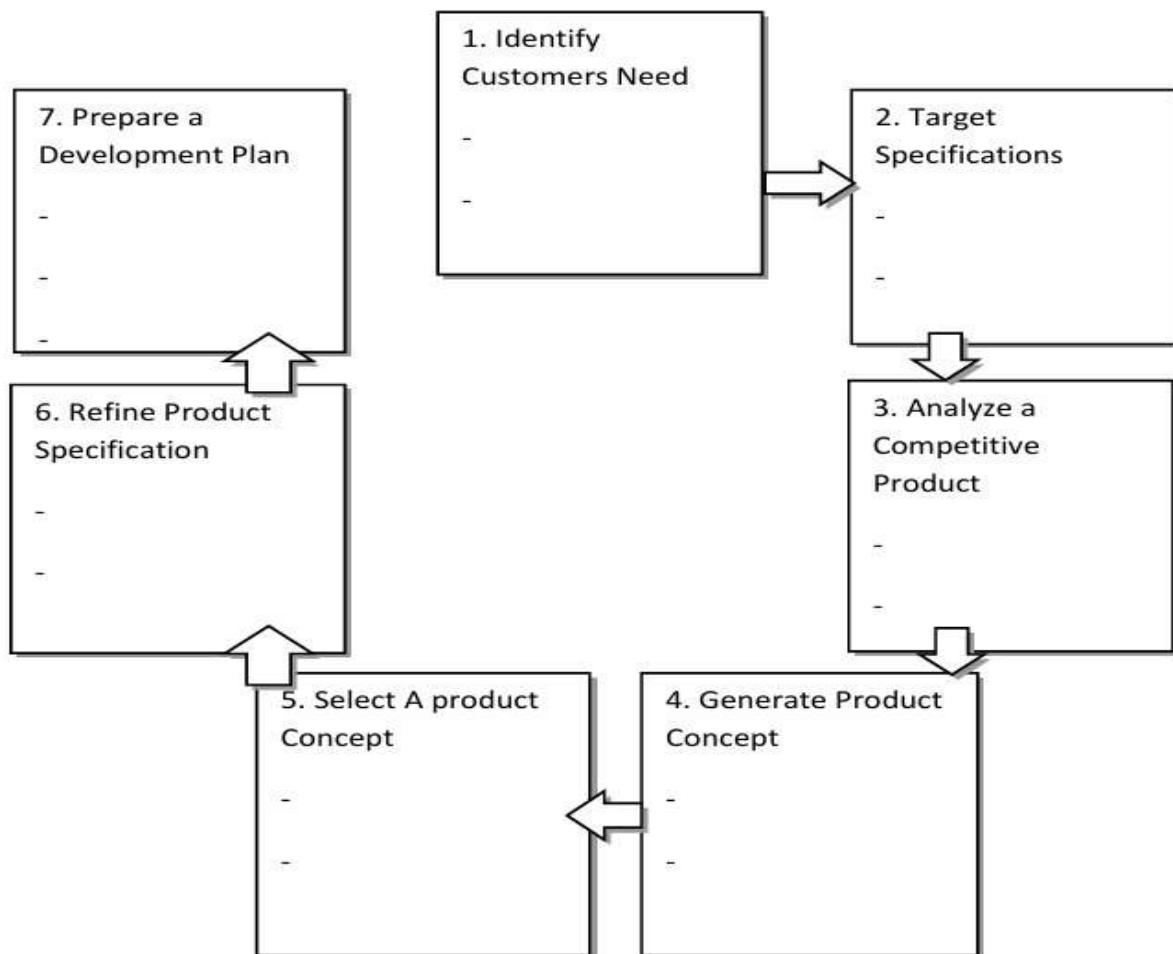 1. Identify
Customers Need
-
-
2. Target
Specifications
-
-
3. Analyze a
Competitive
Product
-
-
4. Generate Product
Concept
-
-
5. Select A product
Concept
-
-
6. Refine Product
Specification
-
-
7. Prepare a
Development Plan
-
-
-